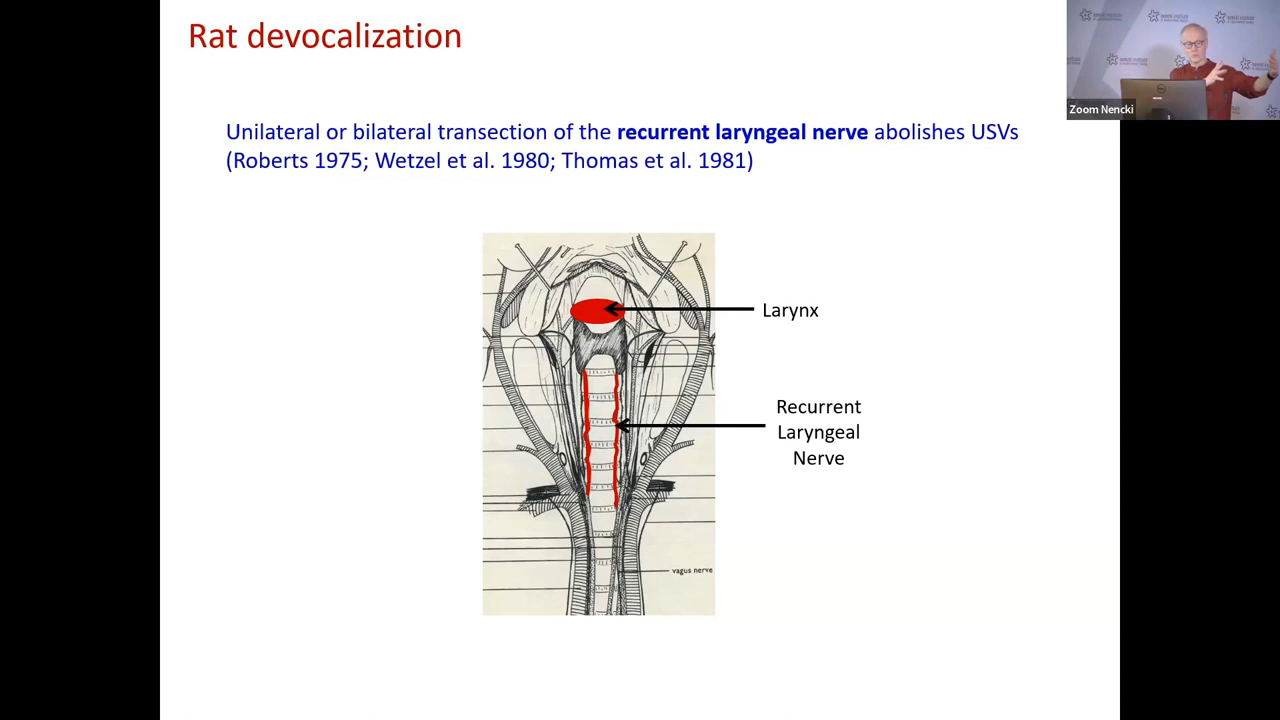 Rat devocalization
Unilateral or bilateral transection of the recurrent laryngeal nerve abolishes USVs
(Roberts 1975; Wetzel et al. 1980; Thomas et al. 1981)
Larynx
Recurrent
Laryngeal
Nerve
vagus nerve
Zoom Nencki